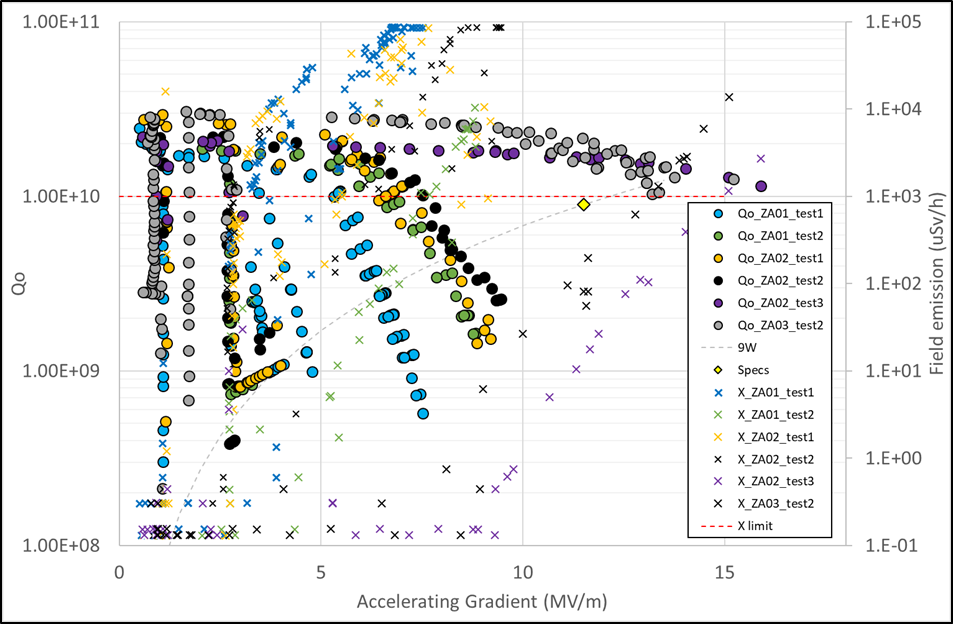 1.00E+11
1.00E+10
1.00E+09
1.00E+08
Qo
1.E+05
1.E+04
1.E+03
1.E+02
1.E+01
1.E+00
1.E-01
Field emission (uSv/h)
0
5
10
15
Accelerating Gradient (MV/m)
Qo_ZA01_test1
Qo_ZA01_test2
Qo_ZA02_test1
Qo_ZA02_test2
Qo_ZA02_test3
Qo_ZA03_test2
9W
Specs
X_ZA01_test1
X_ZA01_test2
X_ZA02_test1
X_ZA02_test2
X_ZA02_test3
X_ZA03_test2
X limit